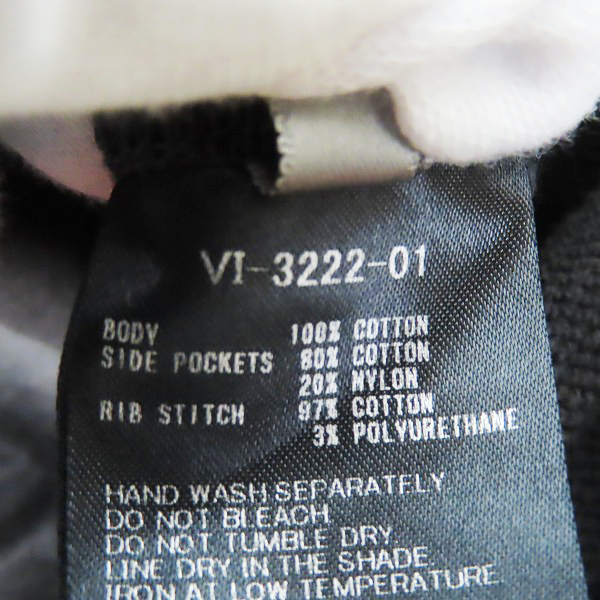 VI-3222-01
BODY 100% COTTON
SIDE POCKETS 80% COTTON
20% NYLON
RIB STITCH 97% COTTON
3% POLYURETHANE
HAND WASH SEPARATELY
DO NOT BLEACH
DO NOT TUMBLE DRY.
LINE DRY IN THE SHADE.
IRON AT LOW TEMPERATURE.